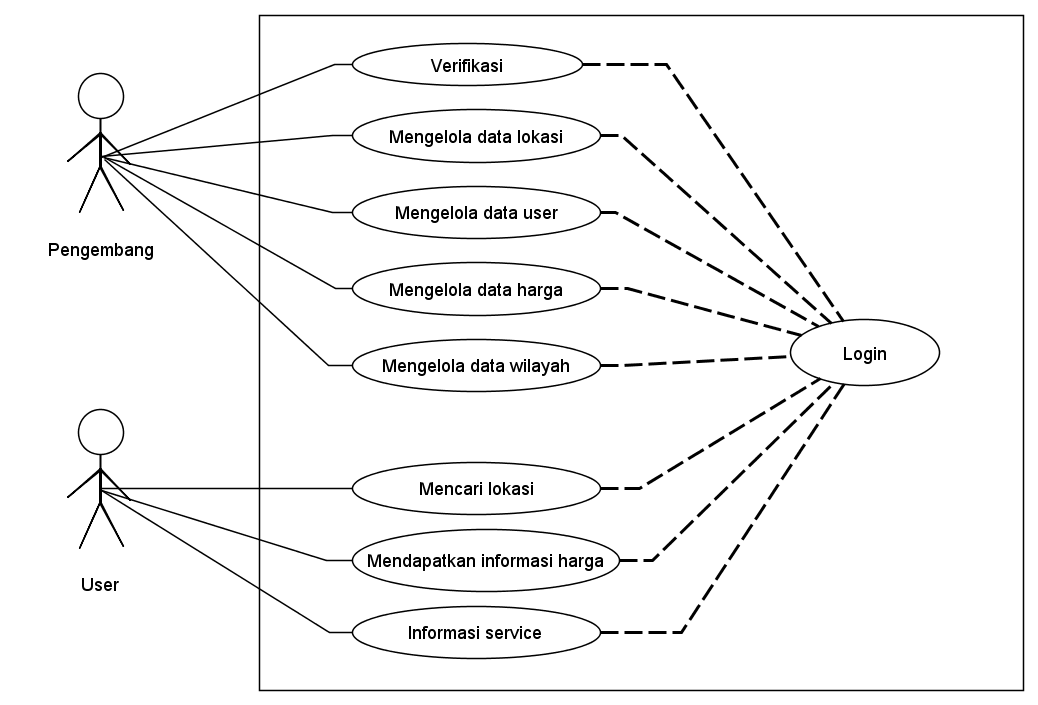 Verifikasi
Mengelola data lokasi
Mengelola data user
Pengembang
Mengelola data harga
Login
Mengelola data wilayah
Mencari lokasi
Mendapatkan informasi harga
User
Informasi service